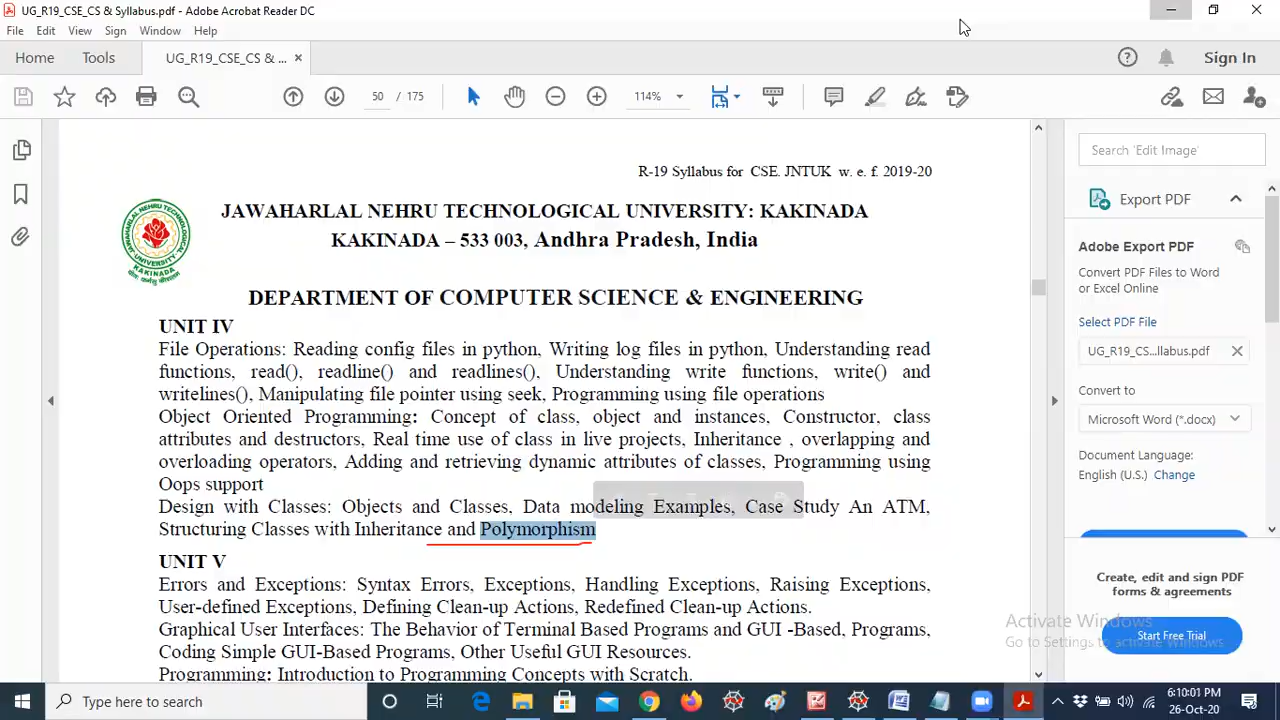 UG_R19_CSE_CS & Syllabus.pdf - Adobe Acrobat Reader DC
File Edit View Sign Window Help
Home Tools UG_R19_CSE_CS & ... × Sign In
50 / 175 114%
Search 'Edit Image'
R-19 Syllabus for CSE. JNTUK w. e. f. 2019-20
JAWAHARLAL NEHRU TECHNOLOGICAL UNIVERSITY: KAKINADA
KAKINADA – 533 003, Andhra Pradesh, India
DEPARTMENT OF COMPUTER SCIENCE & ENGINEERING
UNIT IV
File Operations: Reading config files in python, Writing log files in python, Understanding read
functions, read(), readline() and readlines(), Understanding write functions, write() and
writelines(), Manipulating file pointer using seek, Programming using file operations
Object Oriented Programming: Concept of class, object and instances, Constructor, class
attributes and destructors, Real time use of class in live projects, Inheritance , overlapping and
overloading operators, Adding and retrieving dynamic attributes of classes, Programming using
Oops support
Design with Classes: Objects and Classes, Data modeling Examples, Case Study An ATM,
Structuring Classes with Inheritance and Polymorphism
UNIT V
Errors and Exceptions: Syntax Errors, Exceptions, Handling Exceptions, Raising Exceptions,
User-defined Exceptions, Defining Clean-up Actions, Redefined Clean-up Actions.
Graphical User Interfaces: The Behavior of Terminal Based Programs and GUI -Based, Programs,
Coding Simple GUI-Based Programs, Other Useful GUI Resources.
Programming: Introduction to Programming Concepts with Scratch.
Export PDF
Adobe Export PDF
Convert PDF Files to Word
or Excel Online
Select PDF File
UG_R19_CS...llabus.pdf
Convert to
Microsoft Word (*.docx)
Document Language:
English (U.S.) Change
Create, edit and sign PDF
forms & agreements
Start Free Trial
Activate Windows
Go to Settings to activate Windows.
Type here to search
6:10:01 PM
26-Oct-20